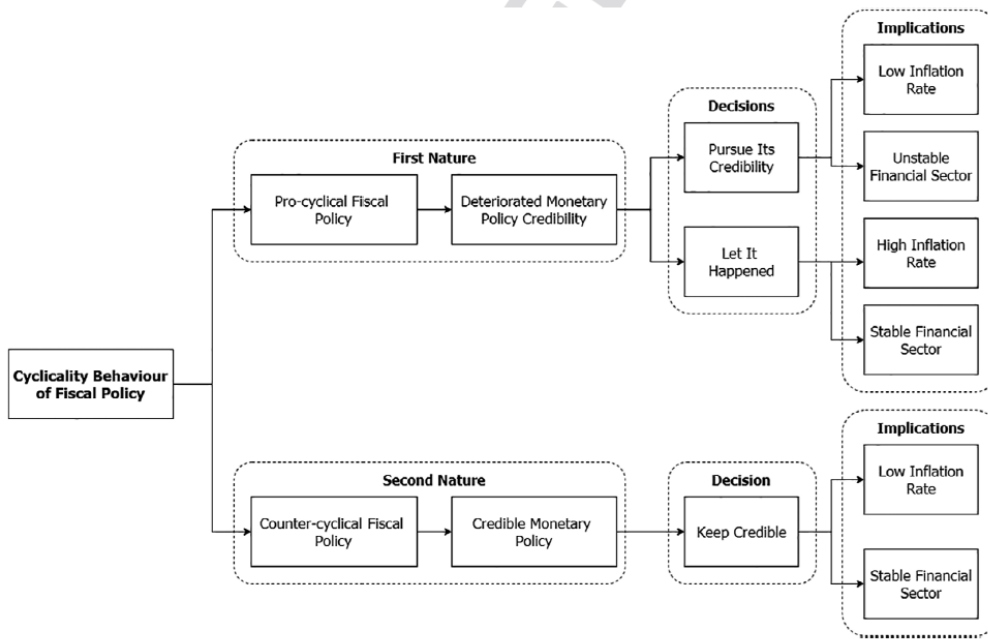 Implications
Low Inflation
Rate
Decisions
Pursue Its
Credibility
Unstable
Financial Sector
First Nature
Pro-cyclical Fiscal
Policy
Deteriorated Monetary
Policy Credibility
Let It
Happened
High Inflation
Rate
Stable Financial
Sector
Cyclicality Behaviour
of Fiscal Policy
Implications
Second Nature
Decision
Low Inflation
Rate
Counter-cyclical Fiscal
Policy
Credible Monetary
Policy
Keep Credible
Stable Financial
Sector